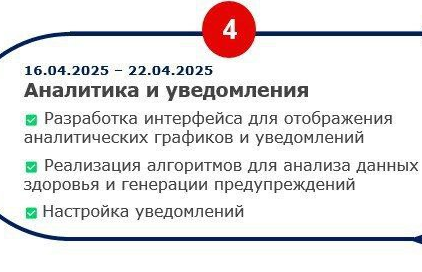 4
16.04.2025 – 22.04.2025
Аналитика и уведомления
Разработка интерфейса для отображения
аналитических графиков и уведомлений
Реализация алгоритмов для анализа данных
здоровья и генерации предупреждений
Настройка уведомлений